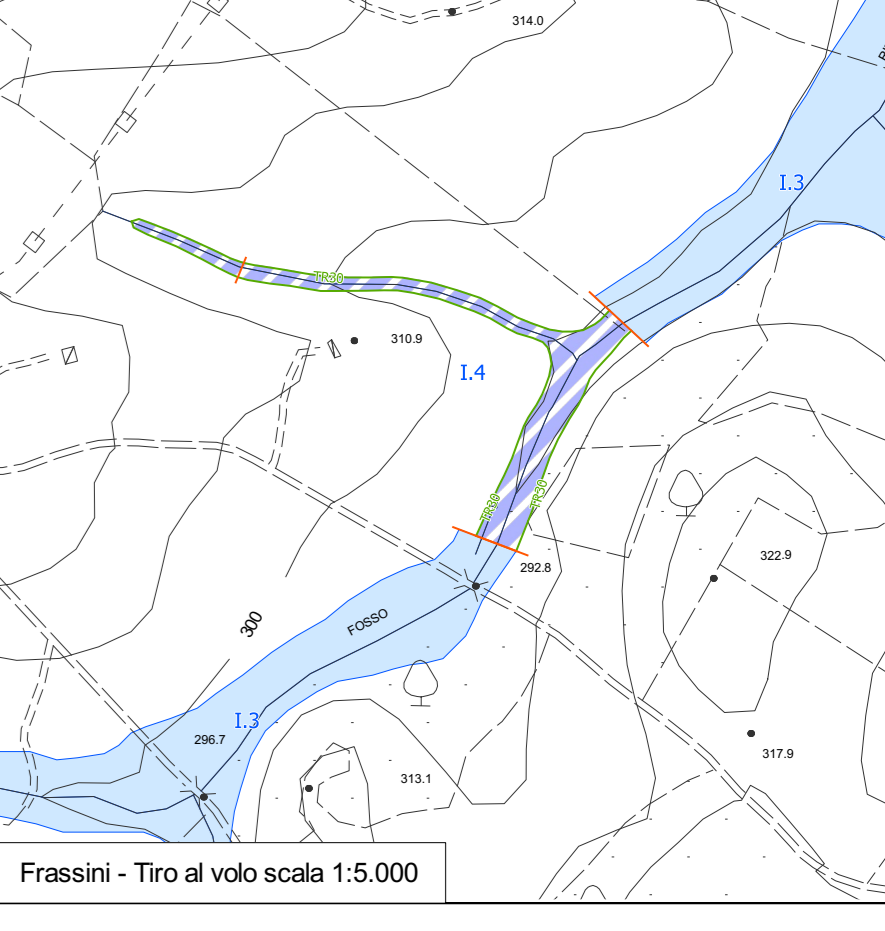 314.0
I.3
TR30
310.9
I.4
TR30
TR30
322.9
292.8
300
FOSSO
I.3
296.7
317.9
313.1
Frassini - Tiro al volo scala 1:5.000